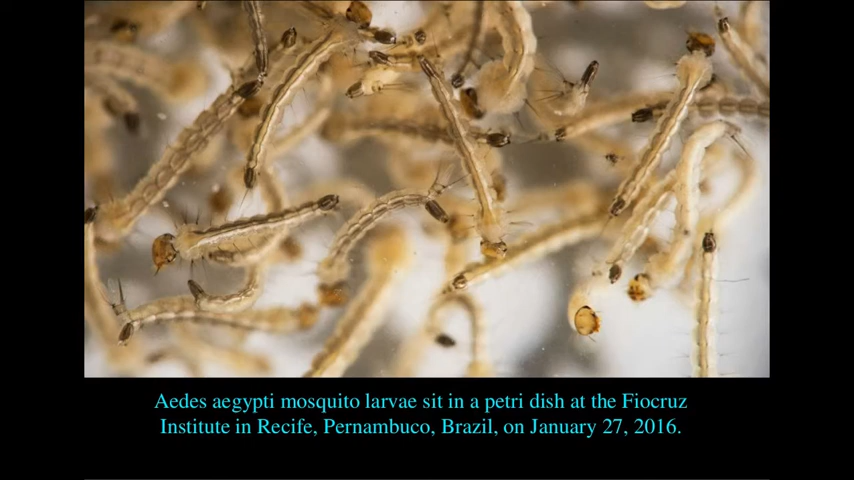 Aedes aegypti mosquito larvae sit in a petri dish at the Fiocruz
Institute in Recife, Pernambuco, Brazil, on January 27, 2016.